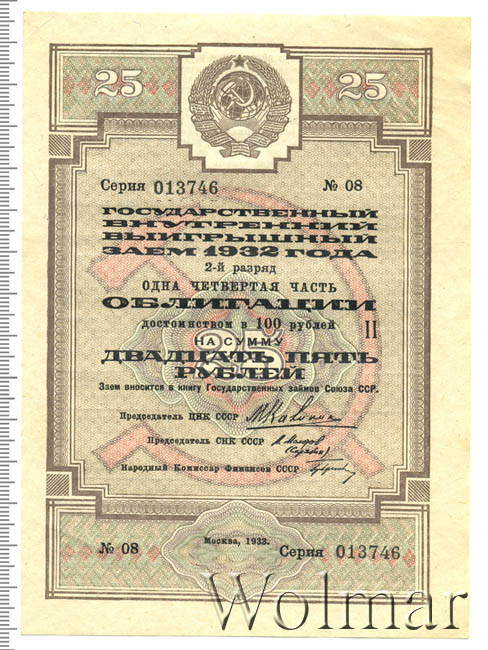 25 25
Серия 013746 № 08
ГОСУДАРСТВЕННЫЙ
ВНУТРЕННИЙ
ВЫИГРЫШНЫЙ
ЗАЕМ 1932 ГОДА
2-й разряд
ОДНА ЧЕТВЕРТАЯ ЧАСТЬ
ОБЛИГАЦИИ
достоинством в 100 рублей II
НА СУММУ
25
ДВАДЦАТЬ ПЯТЬ
РУБЛЕЙ
Заем вносится в книгу Государственных займов Союза ССР.
Председатель ЦИК СССР
Председатель СНК СССР
Народный Комиссар Финансов СССР
Москва, 1933.
№ 08 Серия 013746
Wolmar